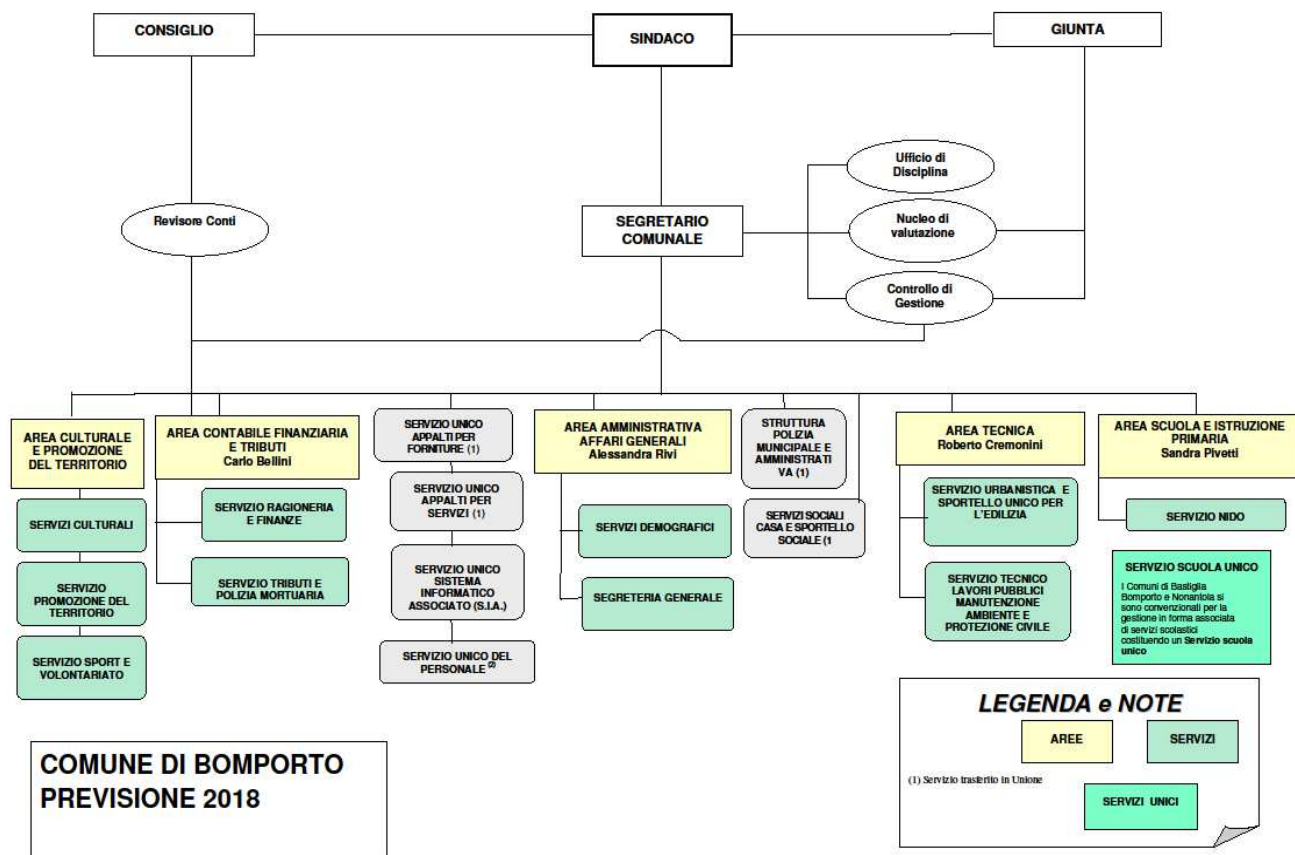 CONSIGLIO
SINDACO
GIUNTA
Ufficio di
Disciplina
Revisore Conti
SEGRETARIO
COMUNALE
Nucleo di
valutazione
Controllo di
Gestione
AREA CULTURALE
E PROMOZIONE
DEL TERRITORIO
SERVIZI CULTURALI
SERVIZIO
PROMOZIONE DEL
TERRITORIO
SERVIZIO SPORT E
VOLONTARIATO
AREA CONTABILE FINANZIARIA
E TRIBUTI
Carlo Bellini
SERVIZIO RAGIONERIA
E FINANZE
SERVIZIO TRIBUTI E
POLIZIA MORTUARIA
SERVIZIO UNICO
APPALTI PER
FORNITURE (1)
SERVIZIO UNICO
APPALTI PER
SERVIZI (1)
SERVIZIO UNICO
SISTEMA
INFORMATICO
ASSOCIATO (S.I.A.)
SERVIZIO UNICO DEL
PERSONALE (2)
AREA AMMINISTRATIVA
AFFARI GENERALI
Alessandra Rivi
SERVIZI DEMOGRAFICI
SEGRETERIA GENERALE
STRUTTURA
POLIZIA
MUNICIPALE E
AMMINISTRATI
VA (1)
SERVIZI SOCIALI
CASA E SPORTELLO
SOCIALE (1
AREA TECNICA
Roberto Cremonini
SERVIZIO URBANISTICA E
SPORTELLO UNICO PER
L'EDILIZIA
SERVIZIO TECNICO
LAVORI PUBBLICI
MANUTENZIONE
AMBIENTE E
PROTEZIONE CIVILE
AREA SCUOLA E ISTRUZIONE
PRIMARIA
Sandra Pivetti
SERVIZIO NIDO
SERVIZIO SCUOLA UNICO
I Comuni di Bastiglia
Bomporto e Nonantola si
sono convenzionati per la
gestione in forma associata
di servizi scolastici
costituendo un Servizio scuola
unico
COMUNE DI BOMPORTO
PREVISIONE 2018
LEGENDA e NOTE
AREE
SERVIZI
(1) Servizio trasferito in Unione
SERVIZI UNICI